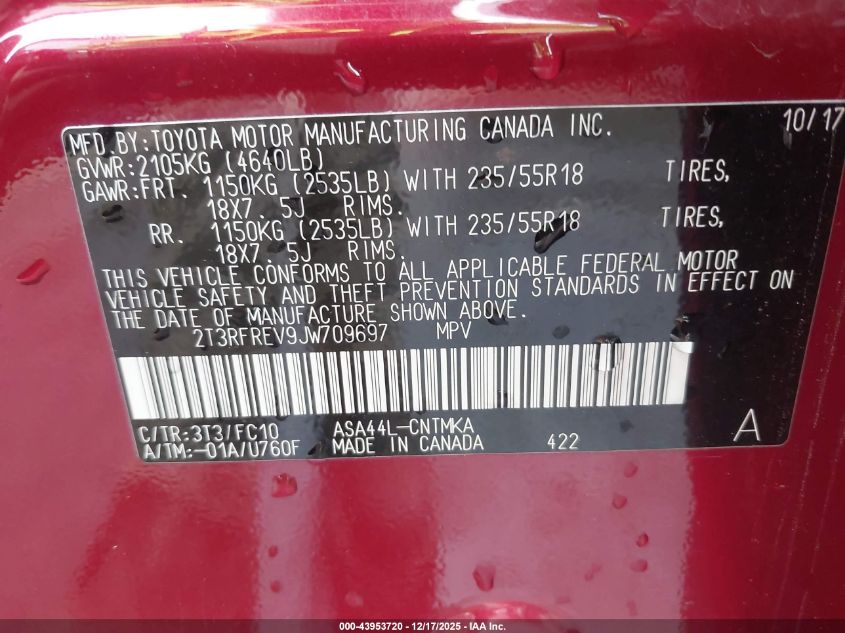 MFD.BY:TOYOTA MOTOR MANUFACTURING CANADA INC. 10/17
GVWR:2105KG (4640LB)
GAWR:FRT. 1150KG (2535LB) WITH 235/55R18 TIRES,
18X7.5J RIMS.
RR. 1150KG (2535LB) WITH 235/55R18 TIRES,
18X7.5J RIMS.
THIS VEHICLE CONFORMS TO ALL APPLICABLE FEDERAL MOTOR
VEHICLE SAFETY AND THEFT PREVENTION STANDARDS IN EFFECT ON
THE DATE OF MANUFACTURE SHOWN ABOVE.
2T3RFREV9JW709697 MPV
C/TR:3T3/FC10 ASA44L-CNTMKA
A/TM:-01A/U760F MADE IN CANADA 422 A
000-43953720 - 12/17/2025 - IAA Inc.